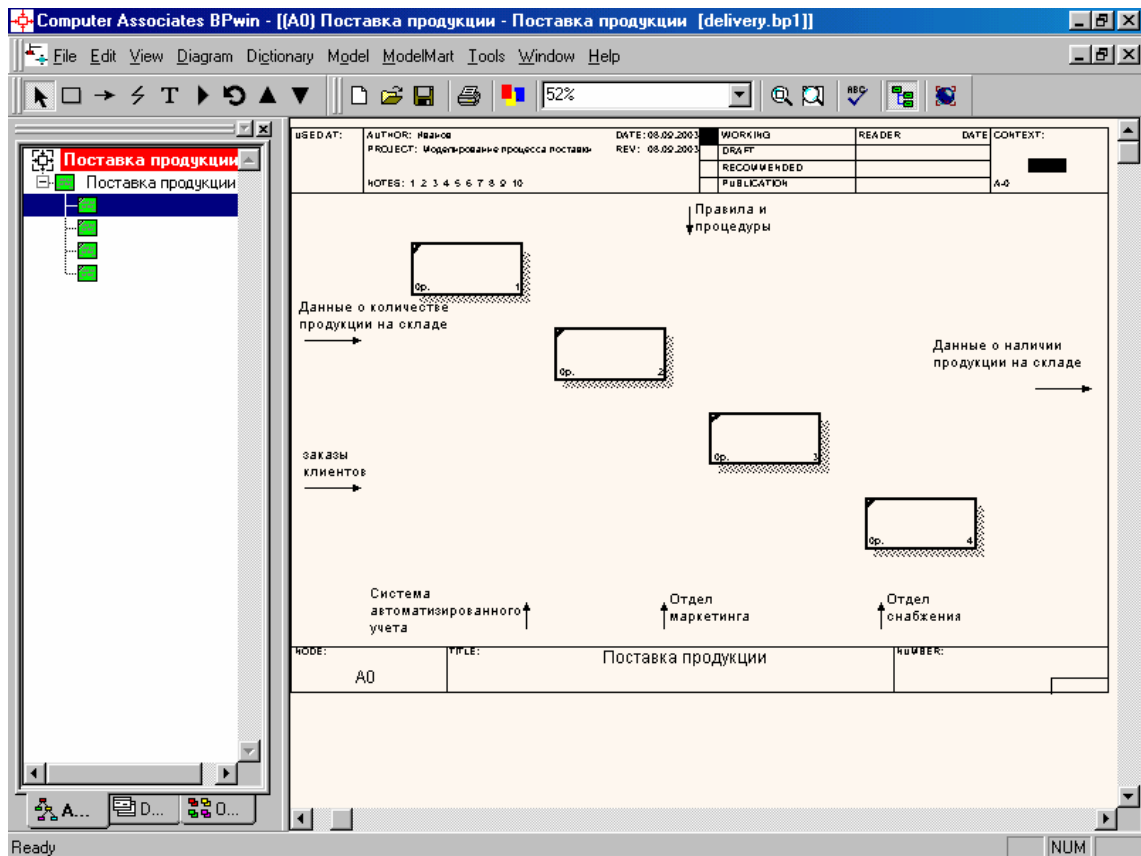 Computer Associates BPwin - [(A0) Поставка продукции - Поставка продукции [delivery.bp1]]
File Edit View Diagram Dictionary Model ModelMart Tools Window Help
52%
ABC
Поставка продукции
Поставка продукции
USED AT: AUTHOR: Иванов DATE: 08.09.2003 WORKING READER DATE CONTEXT:
PROJECT: Моделирование процесса поставки REV: 08.09.2003 DRAFT
RECOMMENDED
NOTES: 1 2 3 4 5 6 7 8 9 10 PUBLICATION A-0
Правила и
процедуры
0р. 1
Данные о количестве
продукции на складе
0р. 2
Данные о наличии
продукции на складе
0р. 3
заказы
клиентов
0р. 4
Система
автоматизированного
учета
Отдел
маркетинга
Отдел
снабжения
NODE: TITLE: NUMBER:
A0 Поставка продукции
A... D... O...
Ready NUM